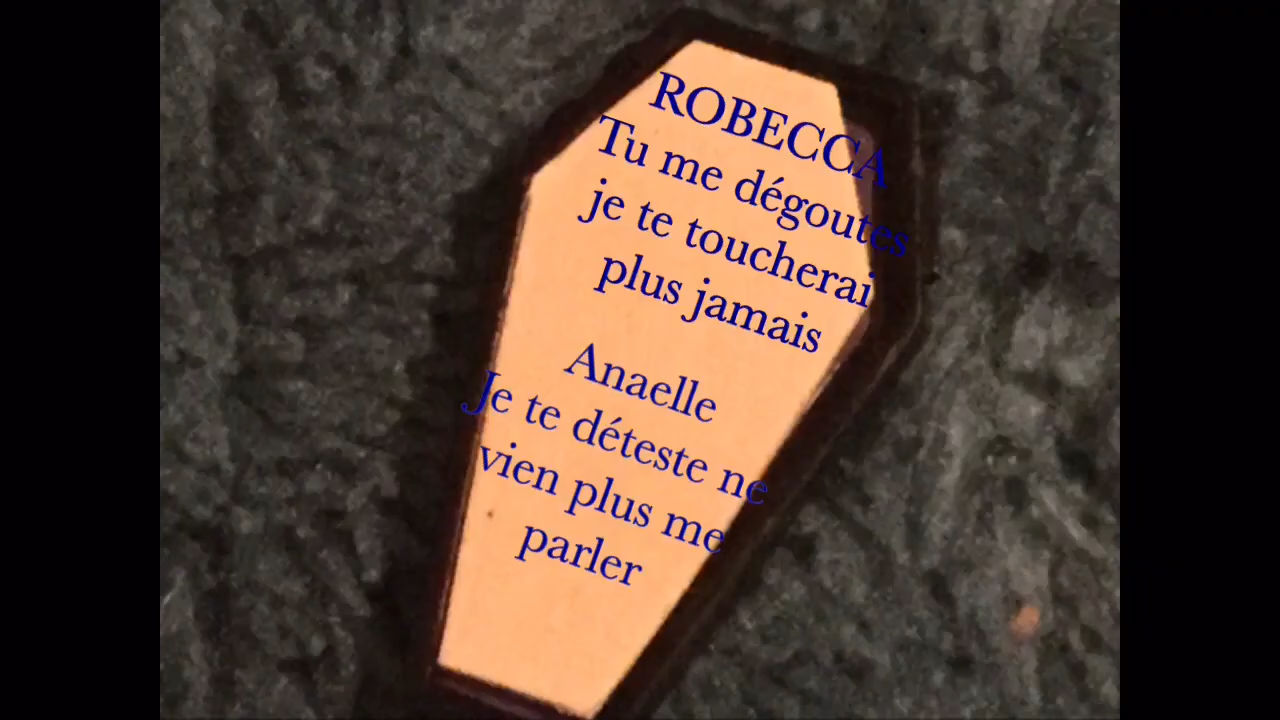 ROBECCA
Tu me dégoutes
je te toucherai
plus jamais
Anaelle
Je te déteste ne
vien plus me
parler